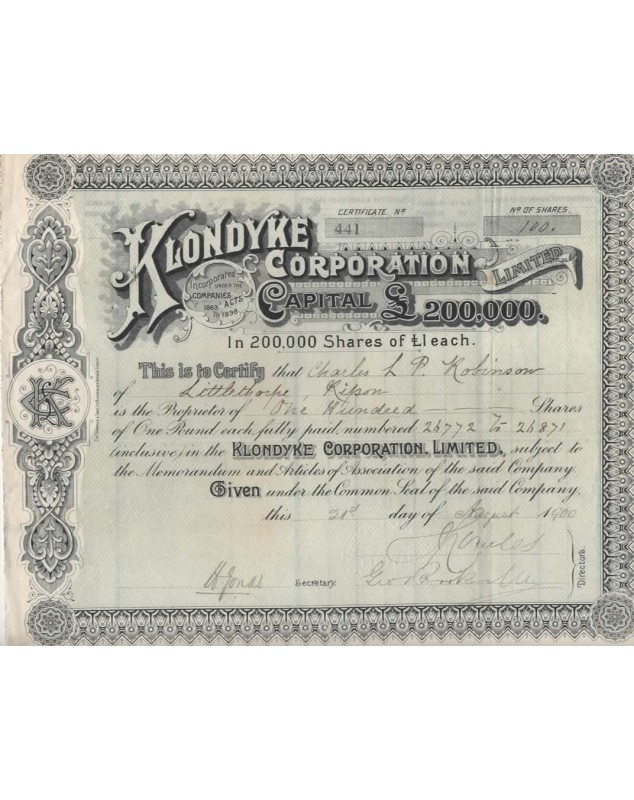 CERTIFICATE Nº
441
Nº OF SHARES.
100.
KLONDYKE
CORPORATION
LIMITED.
Incorporated
UNDER THE
COMPANIES ACTS
1862
TO 1898
CAPITAL £200,000.
In 200,000 Shares of £1 each.
This is to Certify that Charles L P. Robinson
of Littlethorpe, Ripon
is the Proprietor of One Hundred Shares
of One Pound each, fully paid, numbered 26772 to 26871
(inclusive) in the KLONDYKE CORPORATION, LIMITED, subject to
the Memorandum and Articles of Association of the said Company.
Given under the Common Seal of the said Company,
this 21st day of August 1900
Secretary.
Directors.
KC